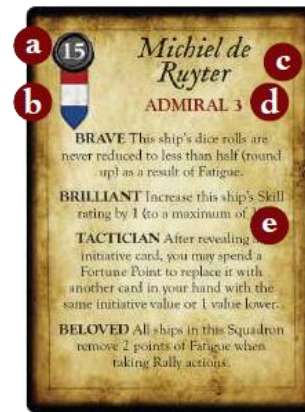 a
15
Michiel de
Ruyter
c
b
ADMIRAL 3
d
BRAVE This ship's dice rolls are
never reduced to less than half (round
up) as a result of Fatigue.
BRILLIANT Increase this ship's Skill
rating by 1 (to a maximum of
e
TACTICIAN After revealing
initiative card, you may spend a
Fortune Point to replace it with
another card in your hand with the
same initiative value or 1 value lower.
BELOVED All ships in this Squadron
remove 2 points of Fatigue when
taking Rally actions.